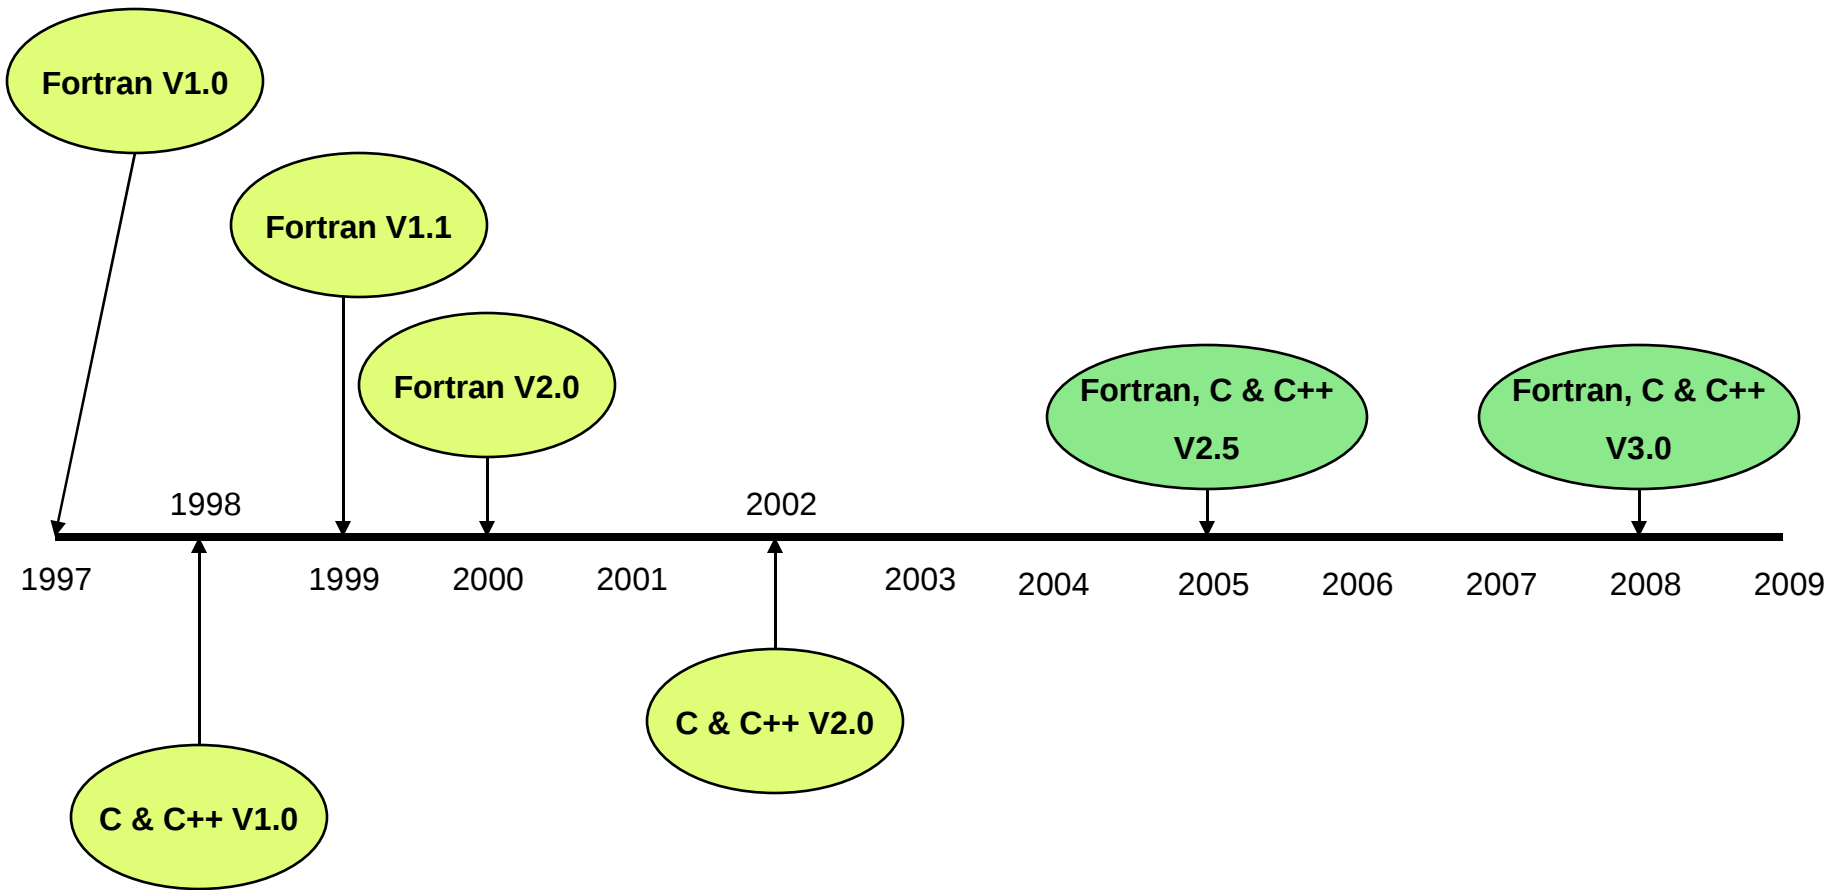 Fortran V1.0
Fortran V1.1
Fortran V2.0
Fortran, C & C++
V2.5
Fortran, C & C++
V3.0
1998
2002
1997
1999
2000
2001
2003
2004
2005
2006
2007
2008
2009
C & C++ V2.0
C & C++ V1.0